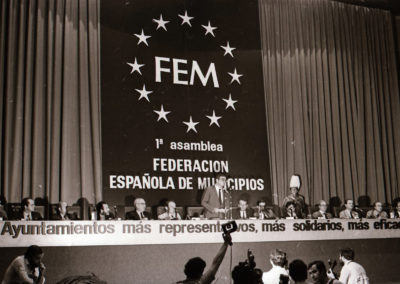 FEM
1ª asamblea
FEDERACION
ESPAÑOLA DE MUNICIPIOS
Ayuntamientos más representativos, más solidarios, más efica